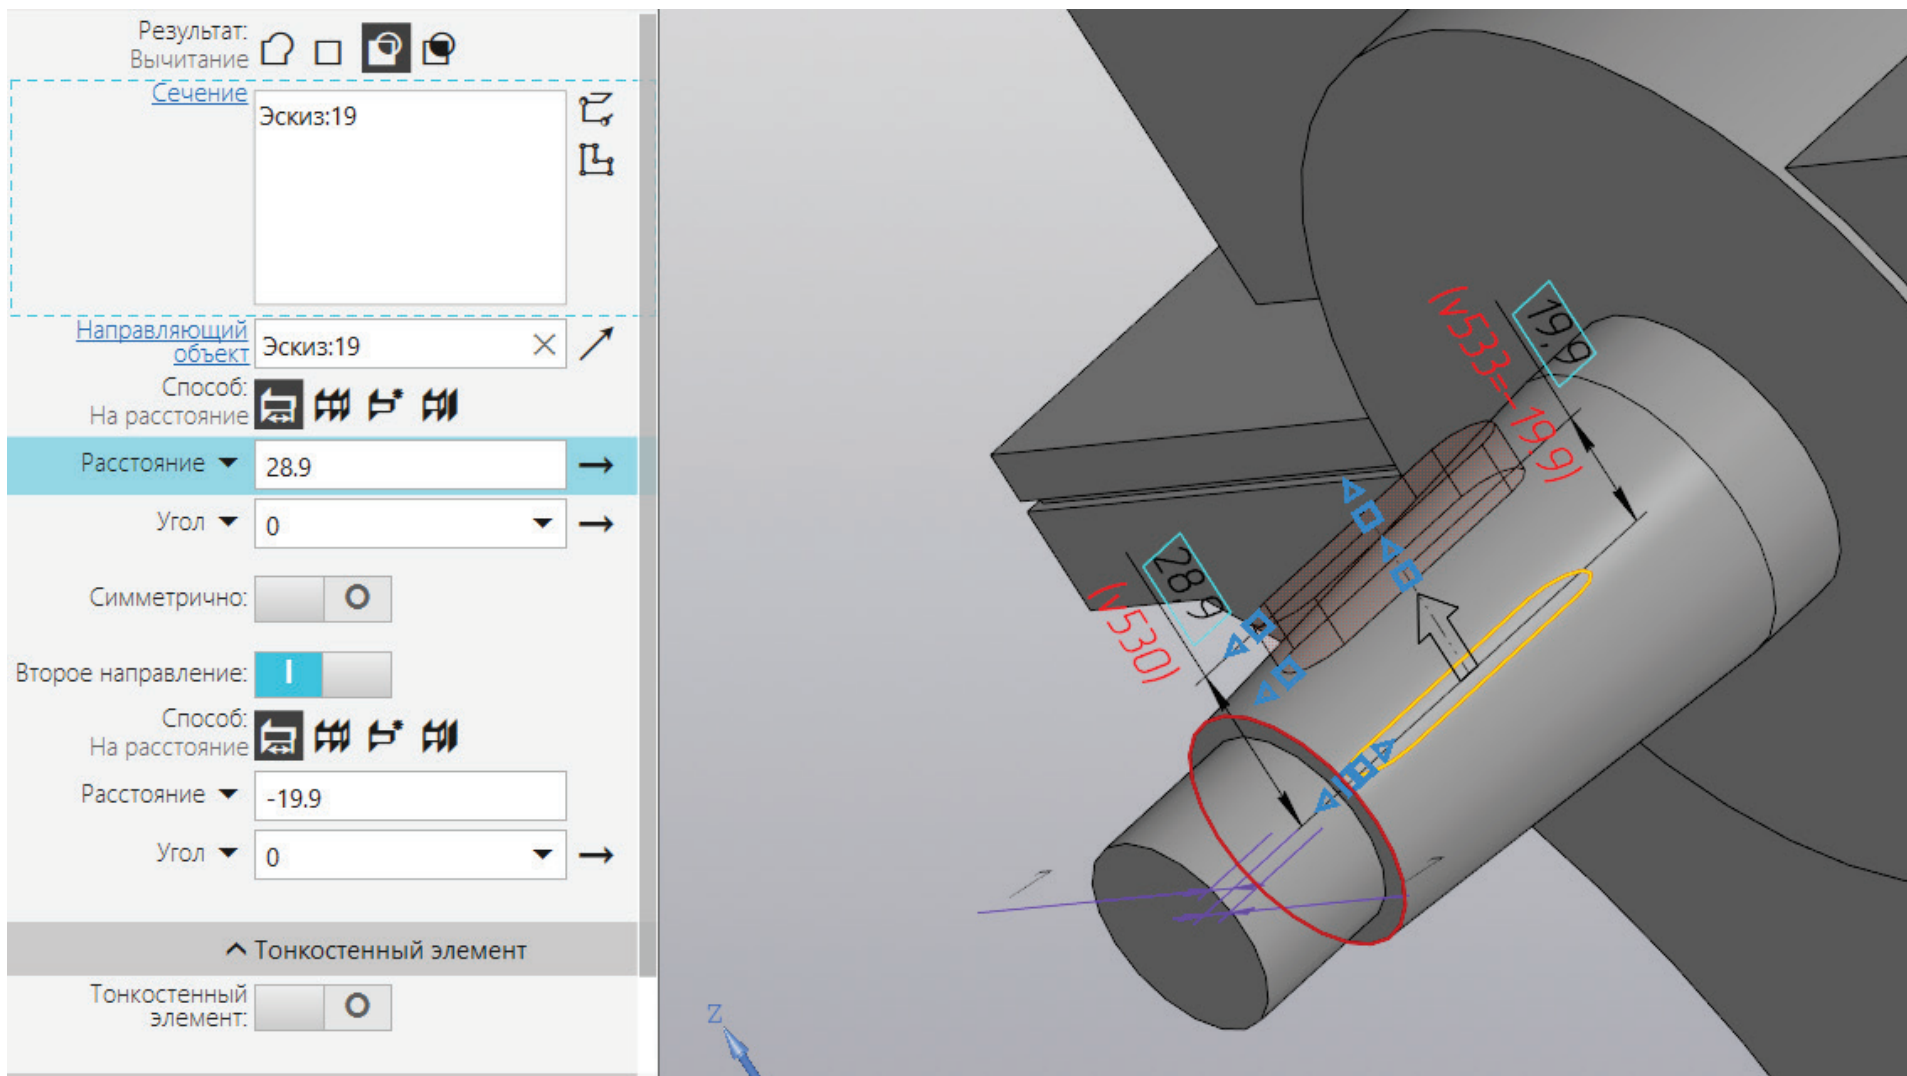 Результат:
Вычитание
Сечение
Эскиз:19
Направляющий
объект
Эскиз:19
Способ:
На расстояние
Расстояние
28.9
Угол
0
Симметрично:
Второе направление:
Способ:
На расстояние
Расстояние
-19.9
Угол
0
Тонкостенный элемент
Тонкостенный
элемент:
19,9
(v533=-19.9)
28,9
(v530)
Z